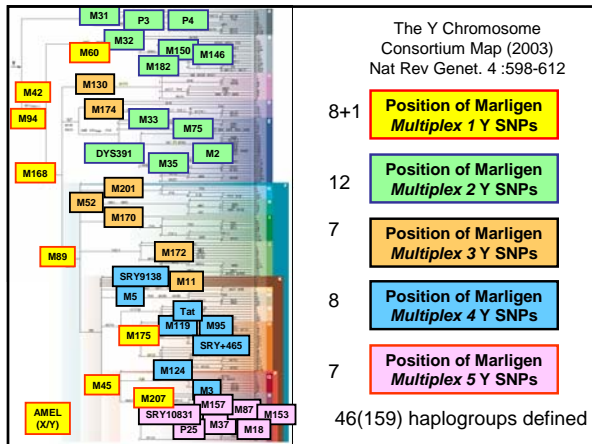 M31
P3
P4
M32
M60
M150
M146
M182
M130
M42
M174
M33
M94
M75
DYS391
M2
M35
M168
M201
M52
M170
M172
M89
SRY9138
M11
M5
Tat
M119
M95
M175
SRY+465
M124
M45
M3
M207
M157
M87
SRY10831
M153
M37
P25
M18
AMEL
(X/Y)
The Y Chromosome
Consortium Map (2003)
Nat Rev Genet. 4 :598-612
8+1
Position of Marligen
Multiplex 1 Y SNPs
12
Position of Marligen
Multiplex 2 Y SNPs
7
Position of Marligen
Multiplex 3 Y SNPs
8
Position of Marligen
Multiplex 4 Y SNPs
7
Position of Marligen
Multiplex 5 Y SNPs
46(159) haplogroups defined